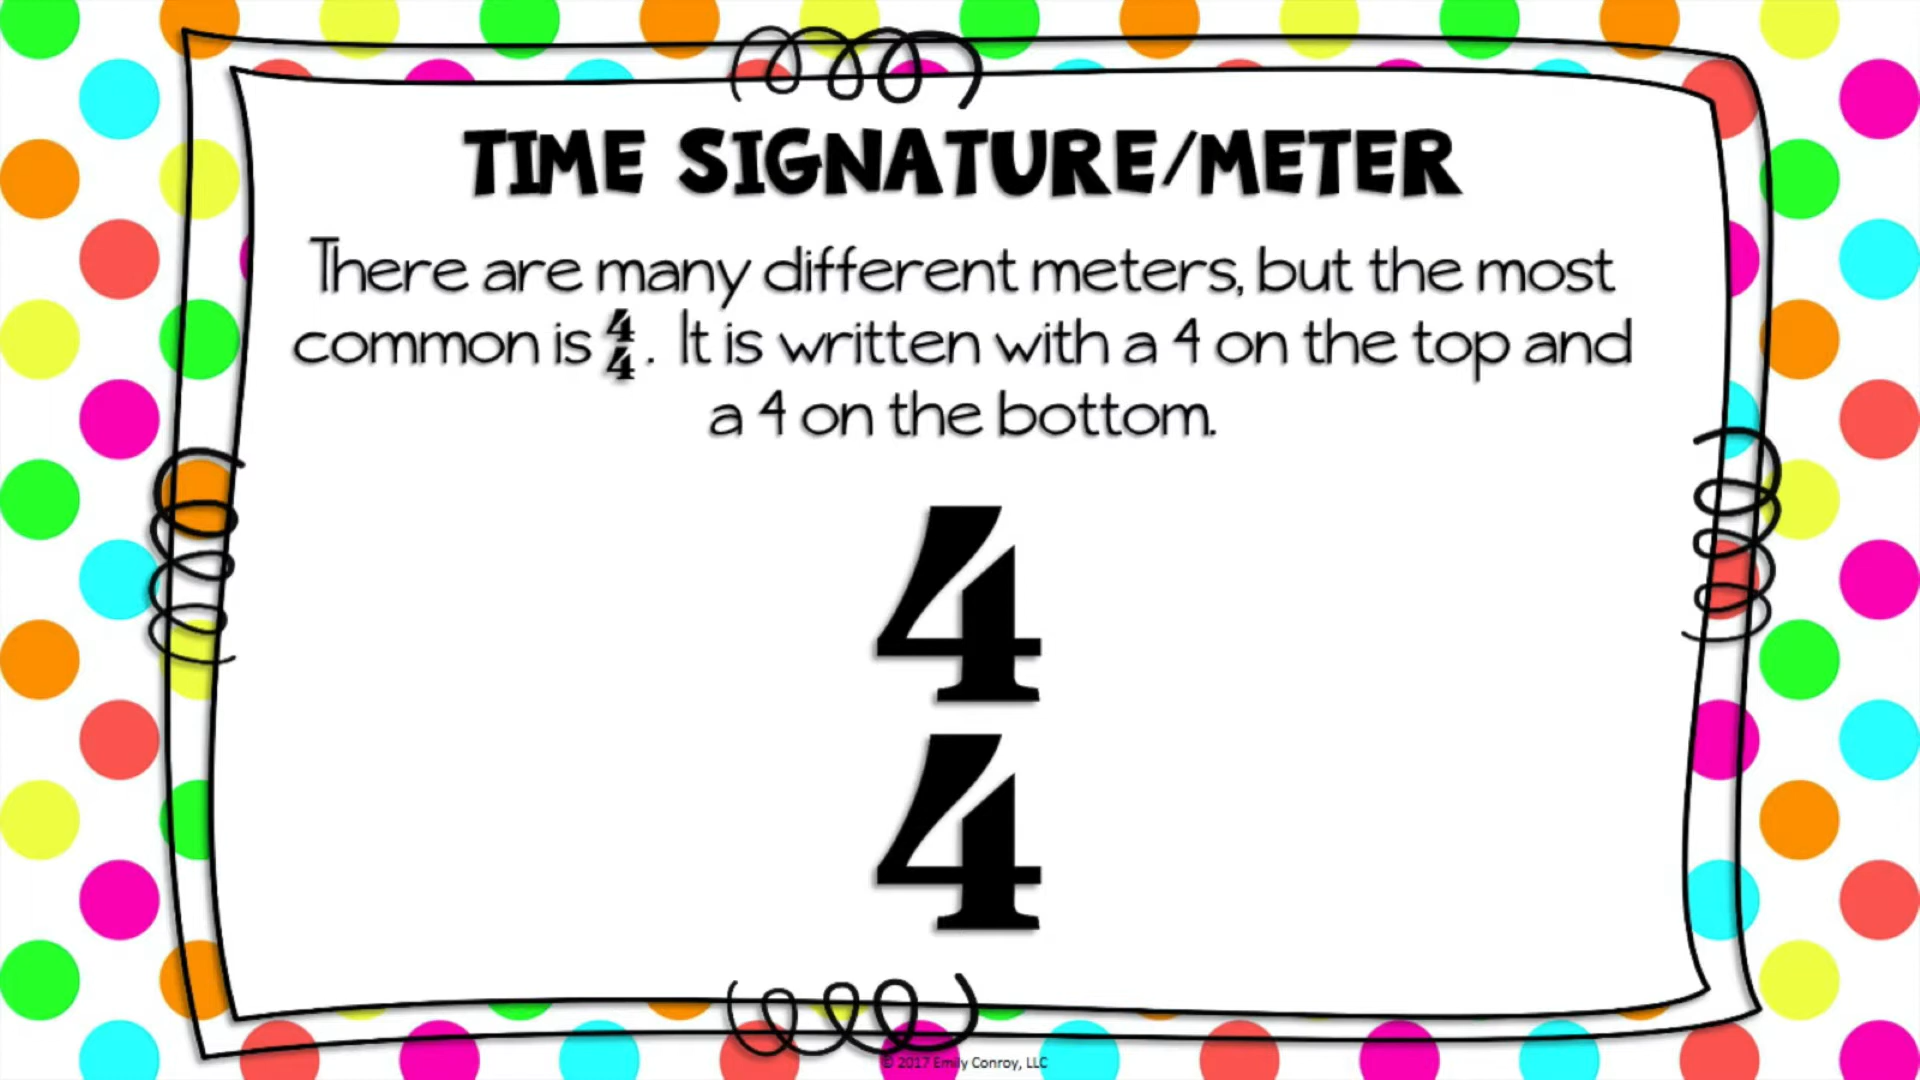 TIME SIGNATURE/METER
There are many different meters, but the most
common is 4/4. It is written with a 4 on the top and
a 4 on the bottom.
4
4
© 2017 Emily Conroy, LLC